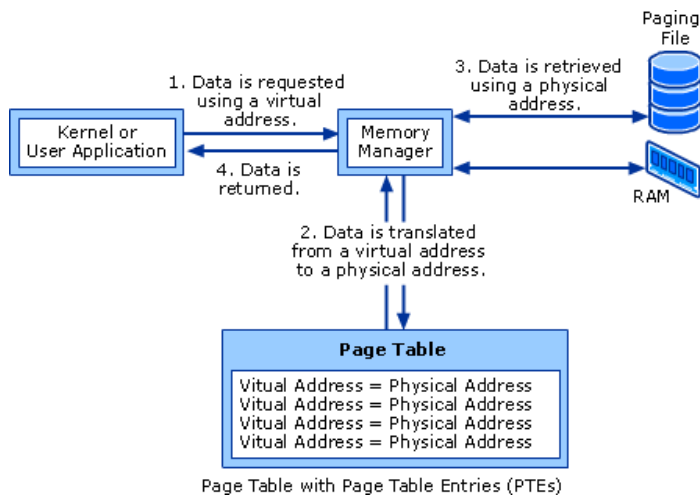 Paging
File
1. Data is requested
using a virtual
address.
3. Data is retrieved
using a physical
address.
Kernel or
User Application
Memory
Manager
4. Data is
returned.
RAM
2. Data is translated
from a virtual address
to a physical address.
Page Table
Vitual Address = Physical Address
Vitual Address = Physical Address
Vitual Address = Physical Address
Vitual Address = Physical Address
Page Table with Page Table Entries (PTEs)